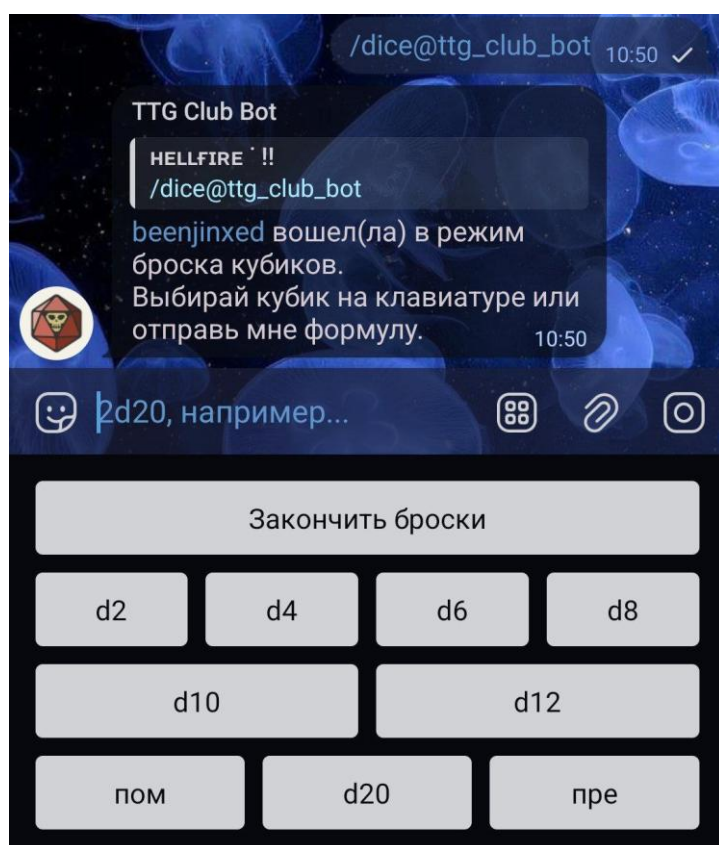 /dice@ttg_club_bot 10:50
TTG Club Bot
ʜᴇʟʟғɪʀᴇ ˙ !!
/dice@ttg_club_bot
beenjinxed вошел(ла) в режим
броска кубиков.
Выбирай кубик на клавиатуре или
отправь мне формулу. 10:50
2d20, например...
Закончить броски
d2 d4 d6 d8
d10 d12
пом d20 пре